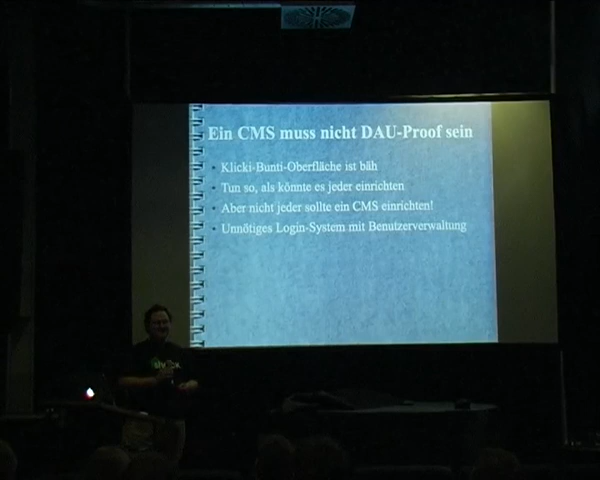 Ein CMS muss nicht DAU-Proof sein
Klicki-Bunti-Oberfläche ist bäh
Tun so, als könnte es jeder einrichten
Aber nicht jeder sollte ein CMS einrichten!
Unnötiges Login-System mit Benutzerverwaltung